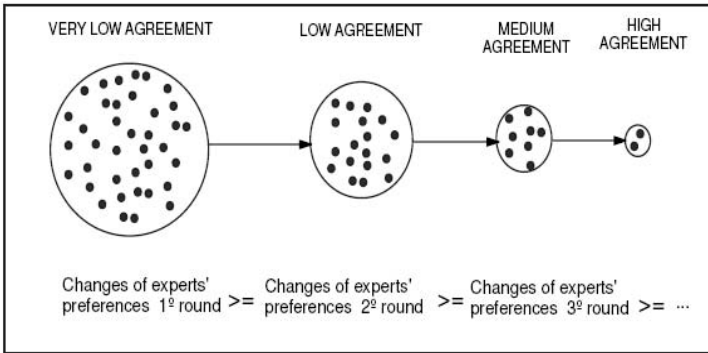 VERY LOW AGREEMENT
LOW AGREEMENT
MEDIUM
AGREEMENT
HIGH
AGREEMENT
Changes of experts'
preferences 1º round
>=
Changes of experts'
preferences 2º round
>=
Changes of experts'
preferences 3º round
>= ...